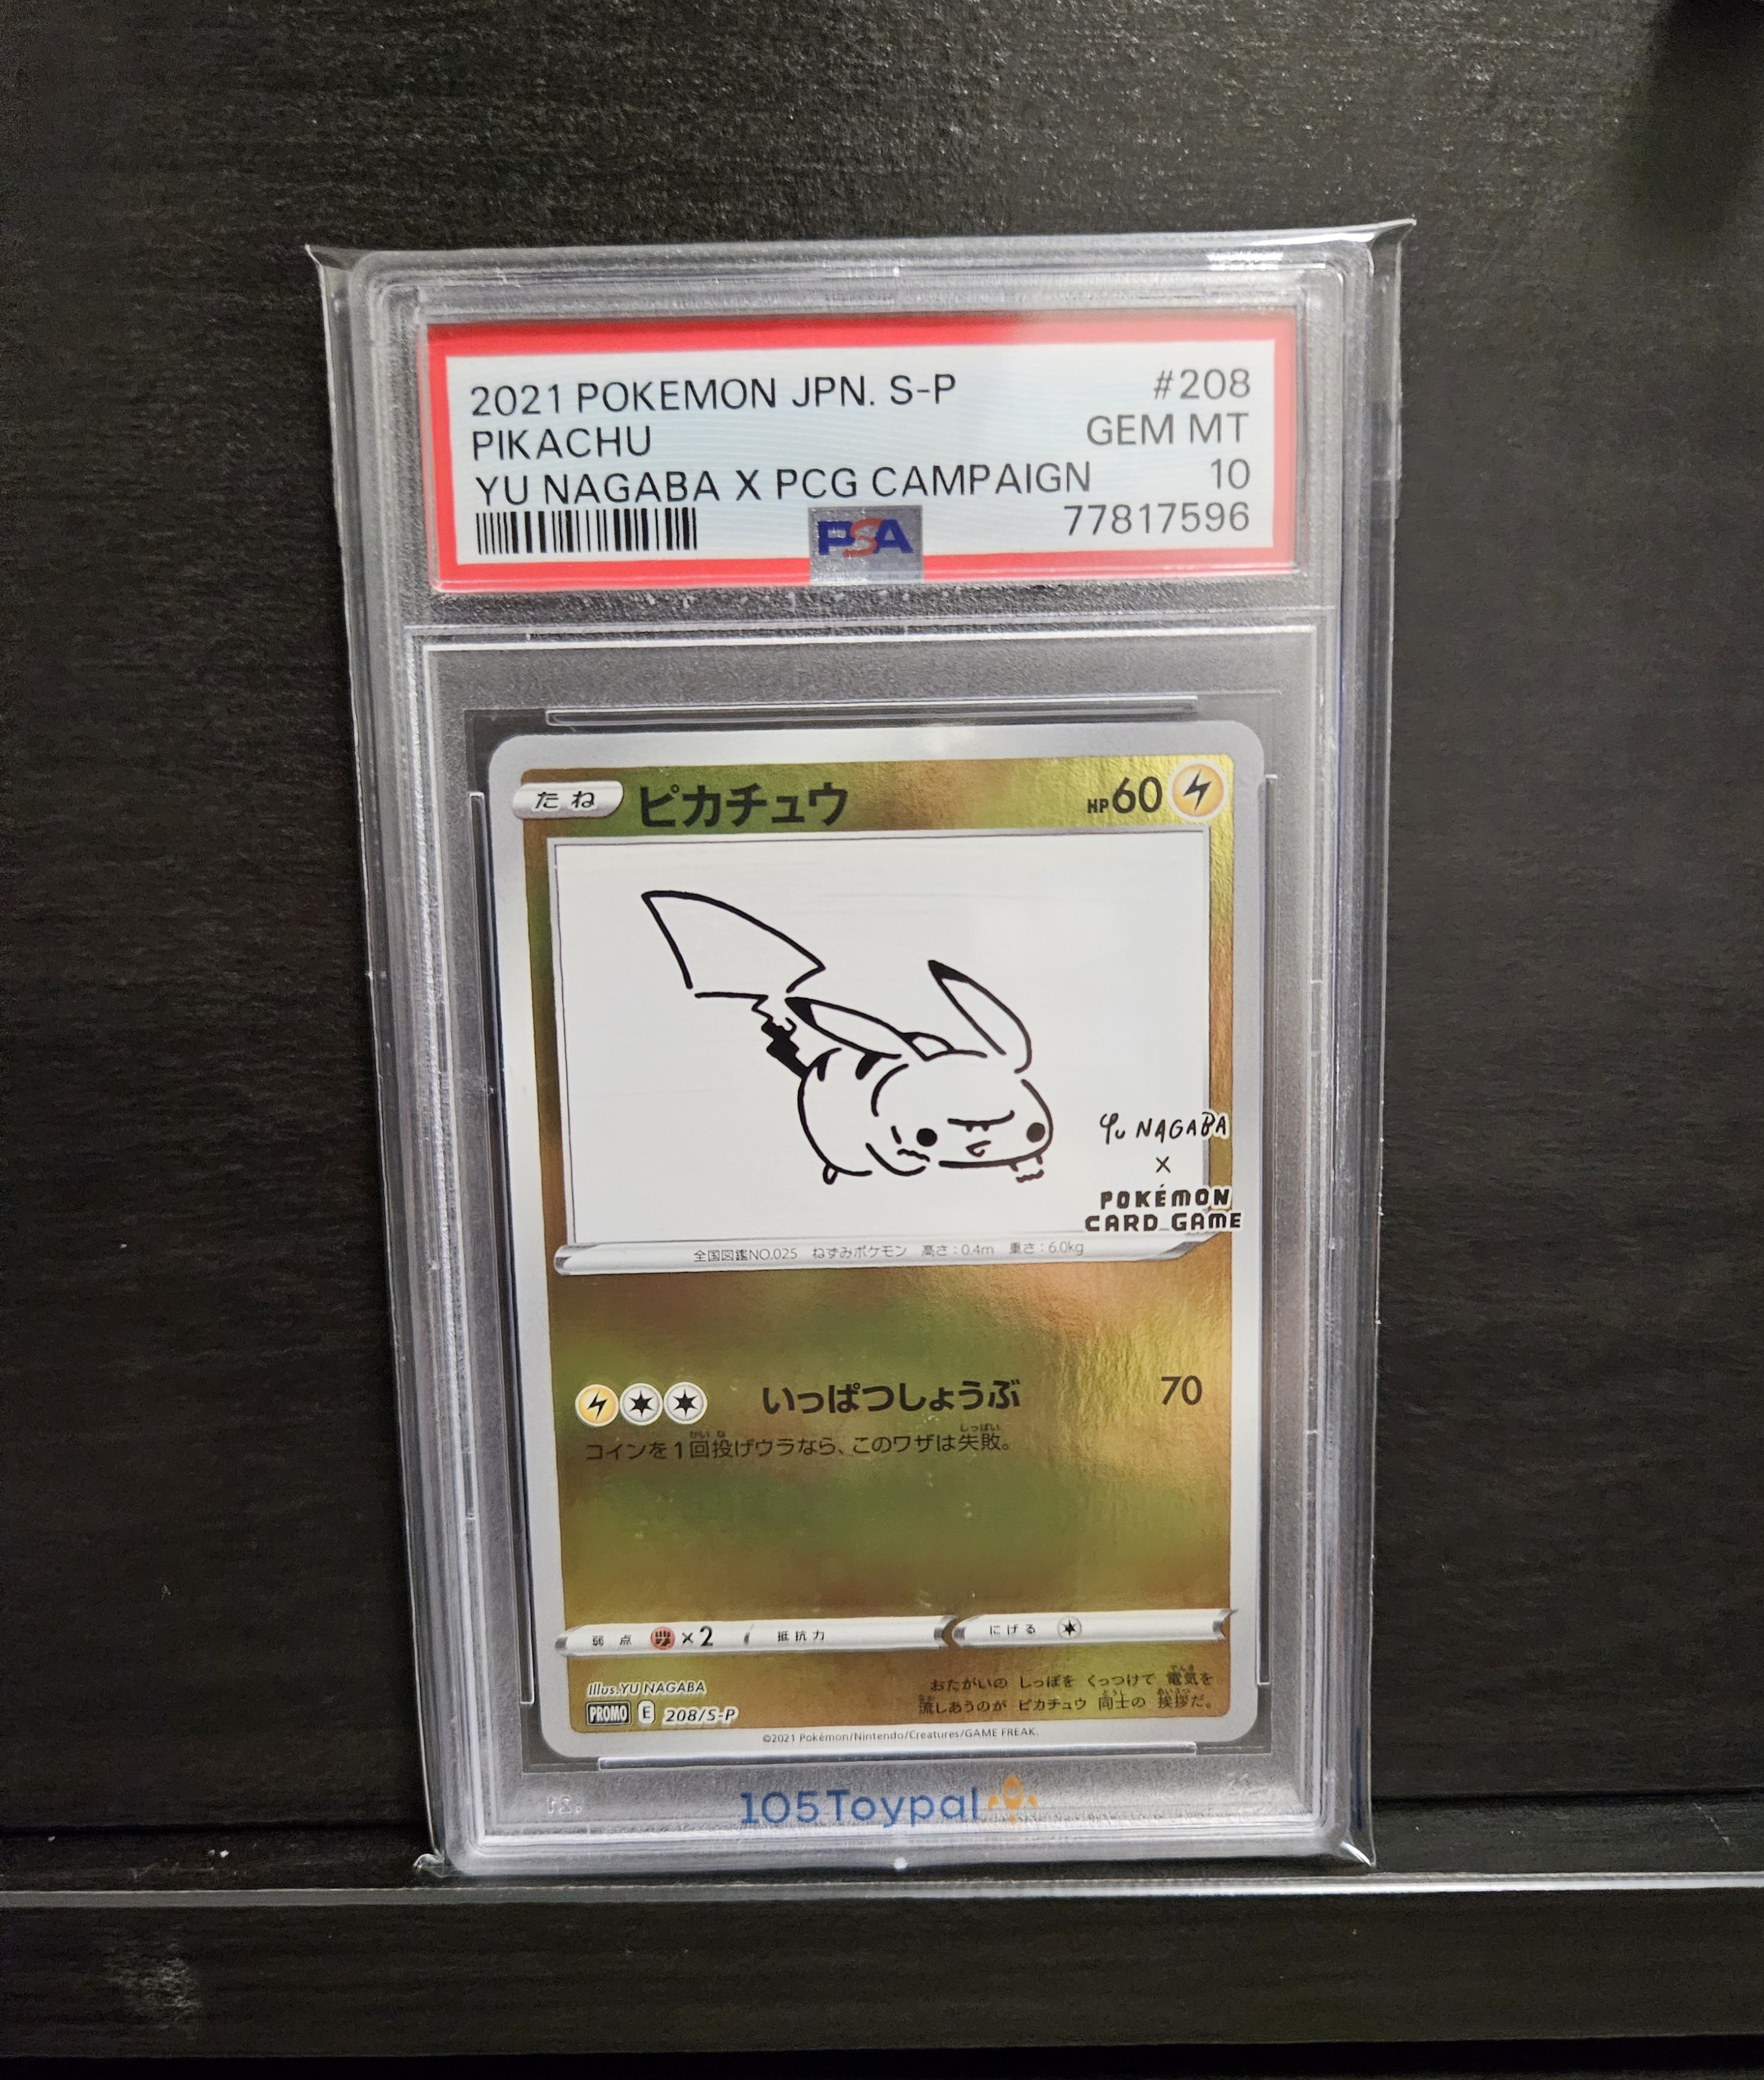 2021 POKEMON JPN. S-P #208
PIKACHU GEM MT
YU NAGABA X PCG CAMPAIGN 10
PSA 77817596
たね ピカチュウ HP60
YU NAGABA
X
POKÉMON
CARD GAME
全国図鑑NO.025 ねずみポケモン 高さ:0.4m 重さ:6.0kg
いっぱつしょうぶ 70
コインを1回投げウラなら、このワザは失敗。
弱点 ×2 抵抗力 にげる
Illus.YU NAGABA
PROMO E 208/S-P
おたがいの しっぽを くっつけて 電気を
流しあうのが ピカチュウ 同士の 挨拶だ。
©2021 Pokémon/Nintendo/Creatures/GAME FREAK.
105Toypal